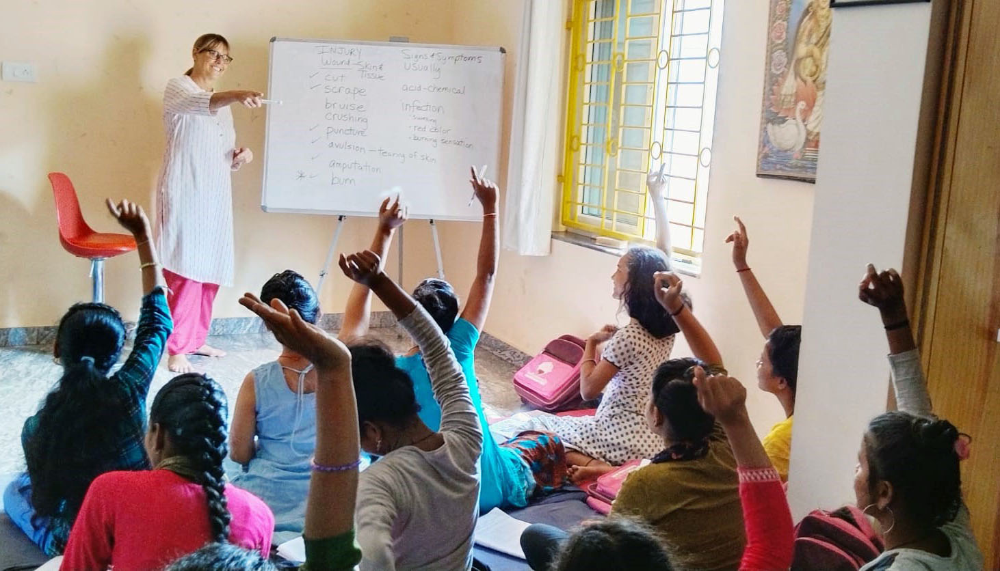 INJURY
Wound - Skin & Tissue
✓ cut
✓ scrape
bruise
crushing
✓ puncture
✓ avulsion — tearing of skin
✓ amputation
* ✓ burn
Signs & Symptoms
Usually
acid-chemical
infection
• swelling
• red color
• burning sensation